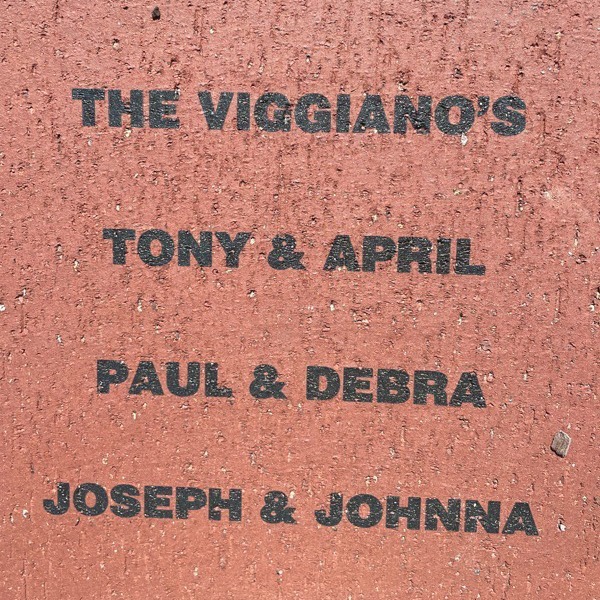 THE VIGGIANO'S
TONY & APRIL
PAUL & DEBRA
JOSEPH & JOHNNA